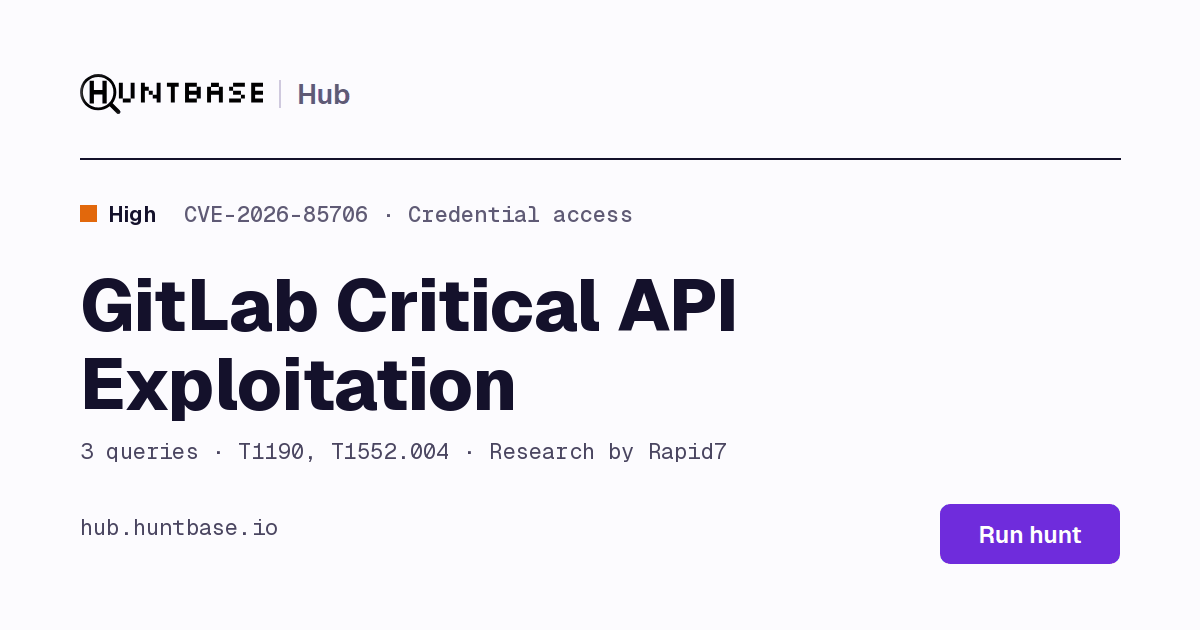 HUNTBASE | Hub
High CVE-2026-85706 · Credential access
GitLab Critical API
Exploitation
3 queries · T1190, T1552.004 · Research by Rapid7
hub.huntbase.io
Run hunt